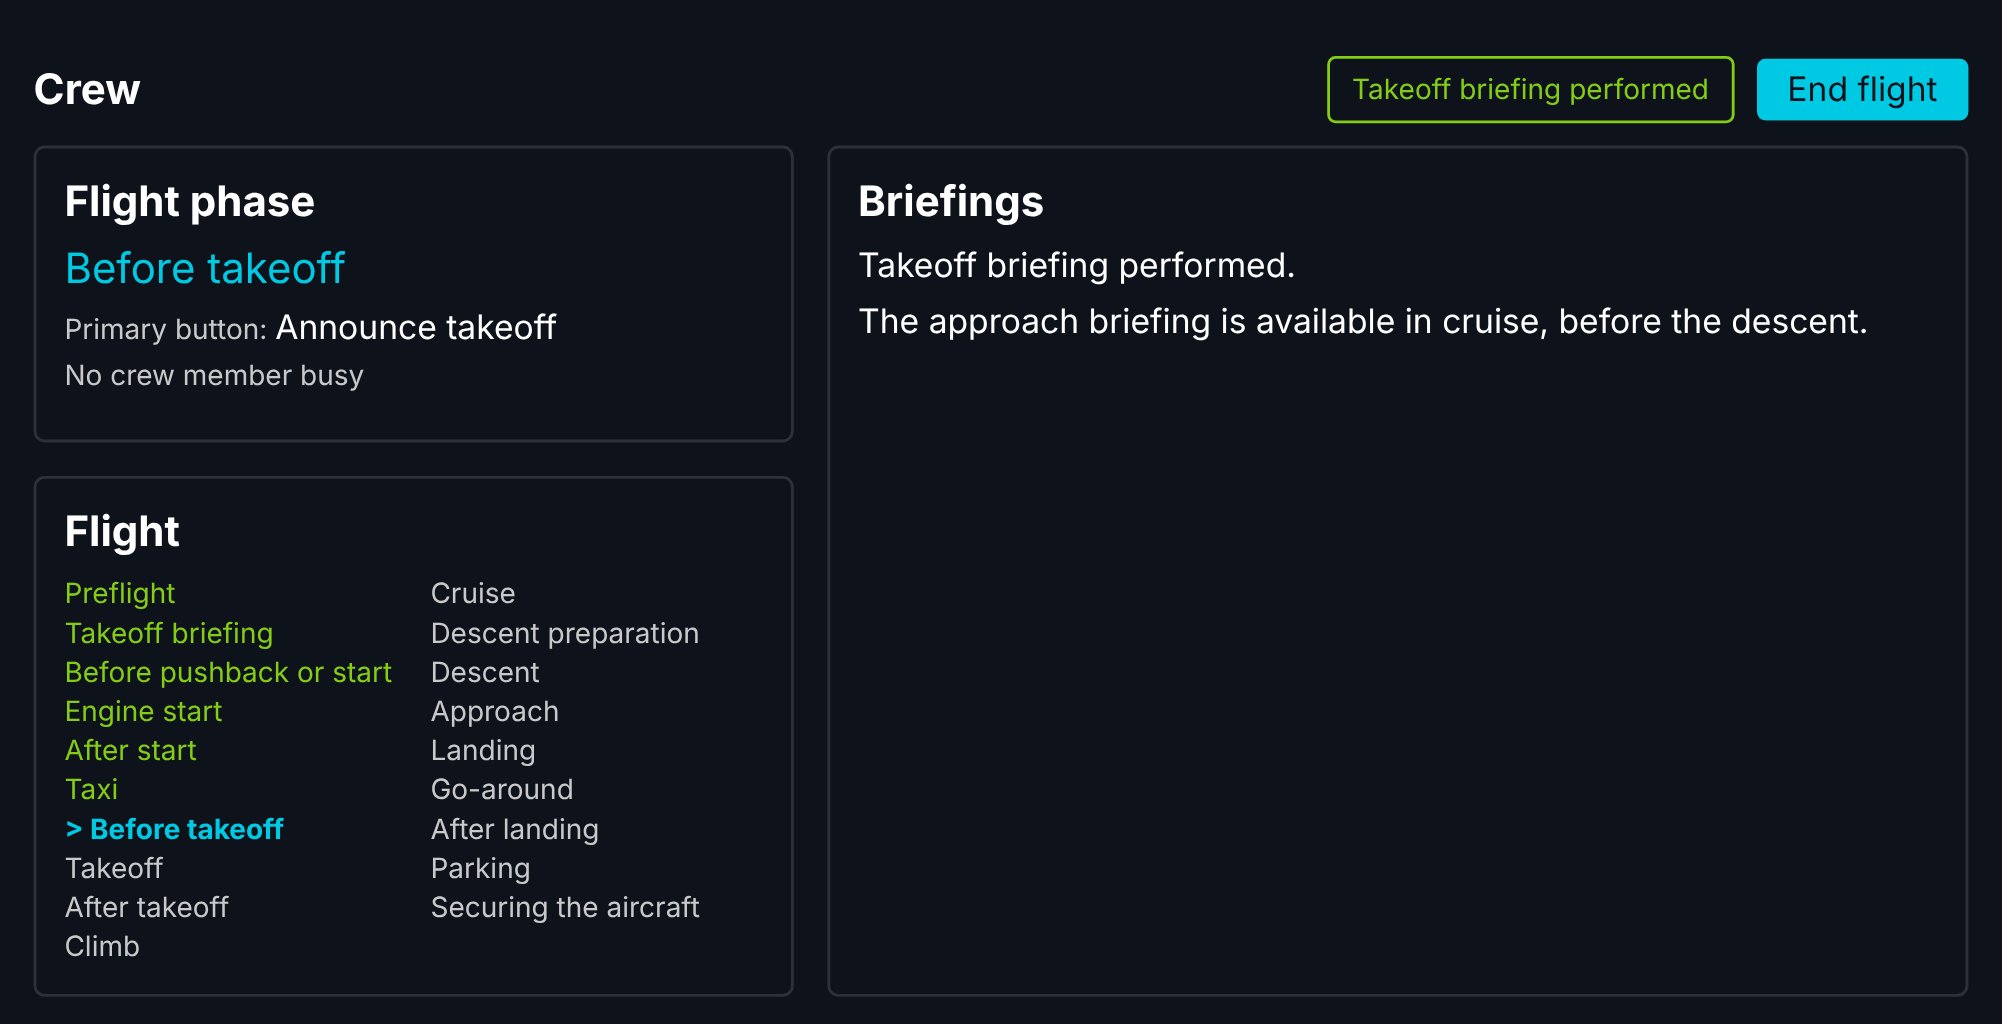 Crew
Takeoff briefing performed
End flight
Flight phase
Before takeoff
Primary button: Announce takeoff
No crew member busy
Flight
Preflight
Takeoff briefing
Before pushback or start
Engine start
After start
Taxi
> Before takeoff
Takeoff
After takeoff
Climb
Cruise
Descent preparation
Descent
Approach
Landing
Go-around
After landing
Parking
Securing the aircraft
Briefings
Takeoff briefing performed.
The approach briefing is available in cruise, before the descent.